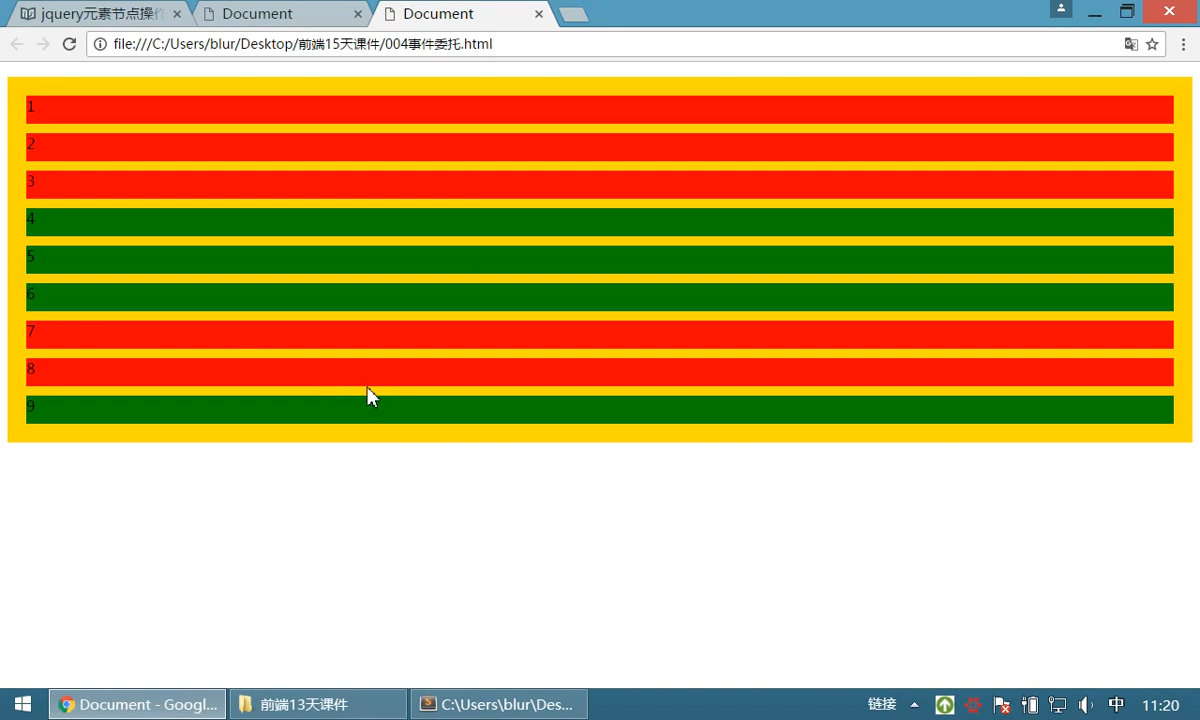 jquery元素节点操作
Document
Document
file:///C:/Users/blur/Desktop/前端15天课件/004事件委托.html
1
2
3
4
5
6
7
8
9
Document - Googl...
前端13天课件
C:\Users\blur\Des...
链接
中
11:20